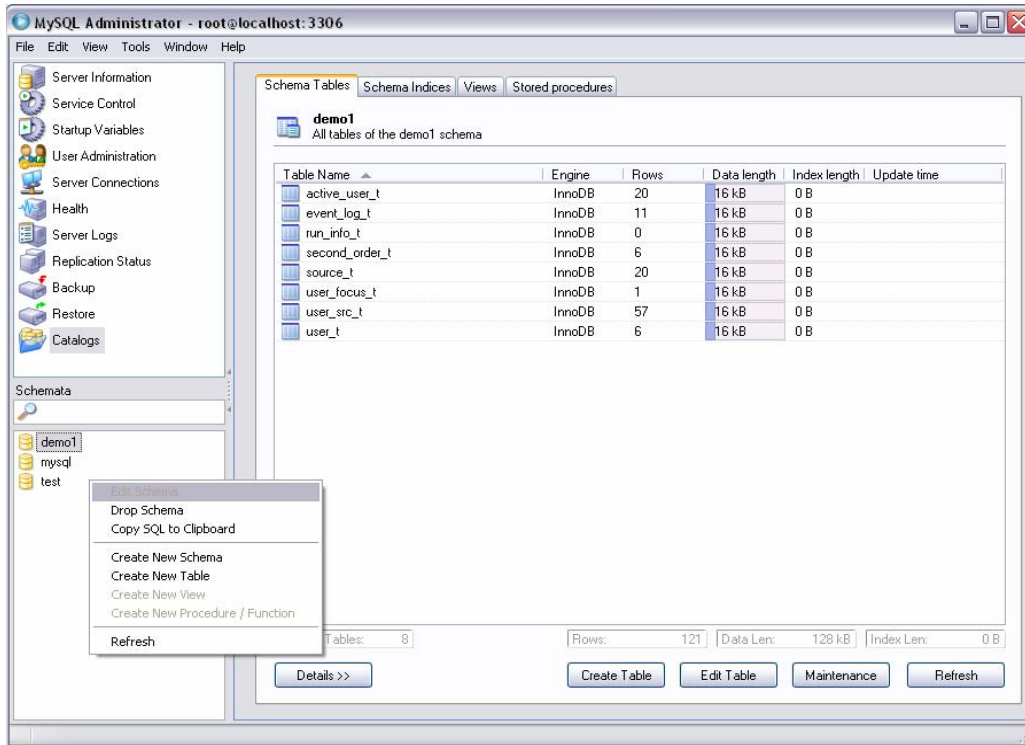 MySQL Administrator - root@localhost:3306
File Edit View Tools Window Help
Server Information
Service Control
Startup Variables
User Administration
Server Connections
Health
Server Logs
Replication Status
Backup
Restore
Catalogs
Schemata
demo1
mysql
test
Edit Schema
Drop Schema
Copy SQL to Clipboard
Create New Schema
Create New Table
Create New View
Create New Procedure / Function
Refresh
Schema Tables Schema Indices Views Stored procedures
demo1
All tables of the demo1 schema
Table Name Engine Rows Data length Index length Update time
active_user_t InnoDB 20 16 kB 0 B
event_log_t InnoDB 11 16 kB 0 B
run_info_t InnoDB 0 16 kB 0 B
second_order_t InnoDB 6 16 kB 0 B
source_t InnoDB 20 16 kB 0 B
user_focus_t InnoDB 1 16 kB 0 B
user_src_t InnoDB 57 16 kB 0 B
user_t InnoDB 6 16 kB 0 B
Tables: 8 Rows: 121 Data Len: 128 kB Index Len: 0 B
Details >> Create Table Edit Table Maintenance Refresh